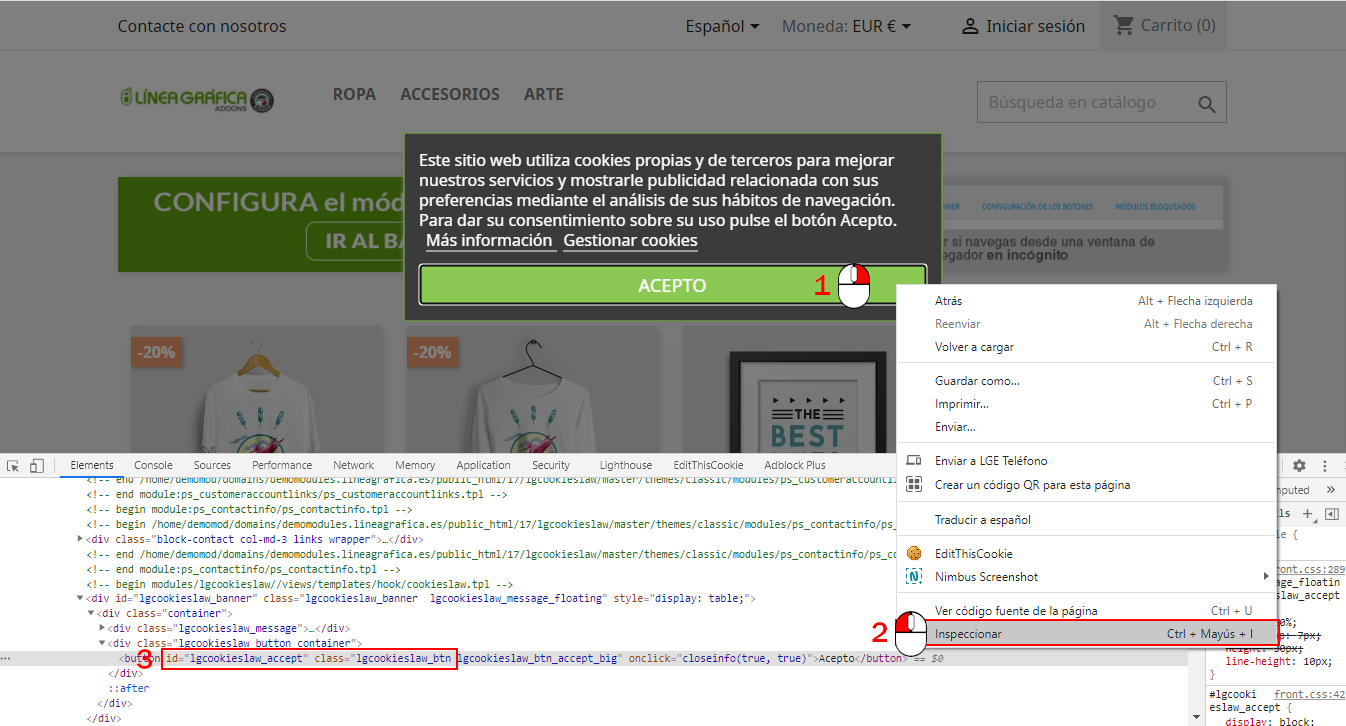 Contacte con nosotros
Español
Moneda: EUR €
Iniciar sesión
Carrito (0)
LÍNEA GRÁFICA
ADDONS
ROPA
ACCESORIOS
ARTE
Búsqueda en catálogo
Este sitio web utiliza cookies propias y de terceros para mejorar
nuestros servicios y mostrarle publicidad relacionada con sus
preferencias mediante el análisis de sus hábitos de navegación.
Para dar su consentimiento sobre su uso pulse el botón Acepto.
Más información
Gestionar cookies
ACEPTO
1
CONFIGURA el mód
IR AL BA
NNER
CONFIGURACIÓN DE LOS BOTONES
MÓDULOS BLOQUEADOS
r si navegas desde una ventana de
egador en incógnito
-20%
-20%
THE
BEST
Atrás Alt + Flecha izquierda
Reenviar Alt + Flecha derecha
Volver a cargar Ctrl + R
Guardar como... Ctrl + S
Imprimir... Ctrl + P
Enviar...
Enviar a LGE Teléfono
Crear un código QR para esta página
Traducir a español
EditThisCookie
Nimbus Screenshot
Ver código fuente de la página Ctrl + U
2
Inspeccionar Ctrl + Mayús + I
Elements Console Sources Performance Network Memory Application Security Lighthouse EditThisCookie Adblock Plus
<!-- end /home/demomod/domains/demomodules.lineagrafica.es/public_html/17/lgcookieslaw/master/themes/classic/modules/ps_customeraccountlin
<!-- end module:ps_customeraccountlinks/ps_customeraccountlinks.tpl -->
<!-- begin module:ps_contactinfo/ps_contactinfo.tpl -->
<!-- begin /home/demomod/domains/demomodules.lineagrafica.es/public_html/17/lgcookieslaw/master/themes/classic/modules/ps_contactinfo/ps_
<div class="block-contact col-md-3 links wrapper">…</div>
<!-- end /home/demomod/domains/demomodules.lineagrafica.es/public_html/17/lgcookieslaw/master/themes/classic/modules/ps_contactinfo/ps_co
<!-- end module:ps_contactinfo/ps_contactinfo.tpl -->
<!-- begin modules/lgcookieslaw//views/templates/hook/cookieslaw.tpl -->
<div id="lgcookieslaw_banner" class="lgcookieslaw_banner  lgcookieslaw_message_floating" style="display: table;">
<div class="container">
<div class="lgcookieslaw_message">…</div>
<div class="lgcookieslaw_button_container">
3
<button id="lgcookieslaw_accept" class="lgcookieslaw_btn lgcookieslaw_btn_accept_big" onclick="closeinfo(true, true)">Acepto</button> == $0
</div>
::after
</div>
</div>
mputed
ls
le {
front.css:289
age_floatin
cookieslaw_accept
%;
7px;
height: 30px;
line-height: 10px;
}
#lgcooki front.css:42
eslaw_accept {
display: block;